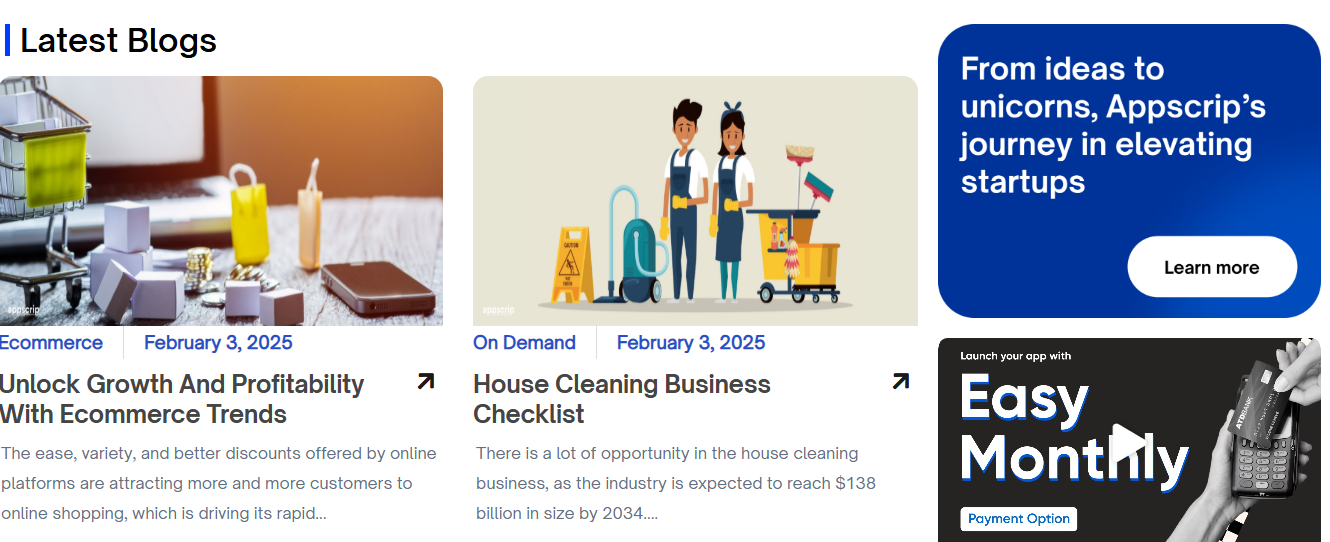 Latest Blogs
appscrip
Ecommerce
February 3, 2025
Unlock Growth And Profitability
With Ecommerce Trends
The ease, variety, and better discounts offered by online
platforms are attracting more and more customers to
online shopping, which is driving its rapid...
CAUTION
appscrip
On Demand
February 3, 2025
House Cleaning Business
Checklist
There is a lot of opportunity in the house cleaning
business, as the industry is expected to reach $138
billion in size by 2034....
From ideas to
unicorns, Appscrip’s
journey in elevating
startups
Learn more
Launch your app with
Easy
Monthly
Payment Option